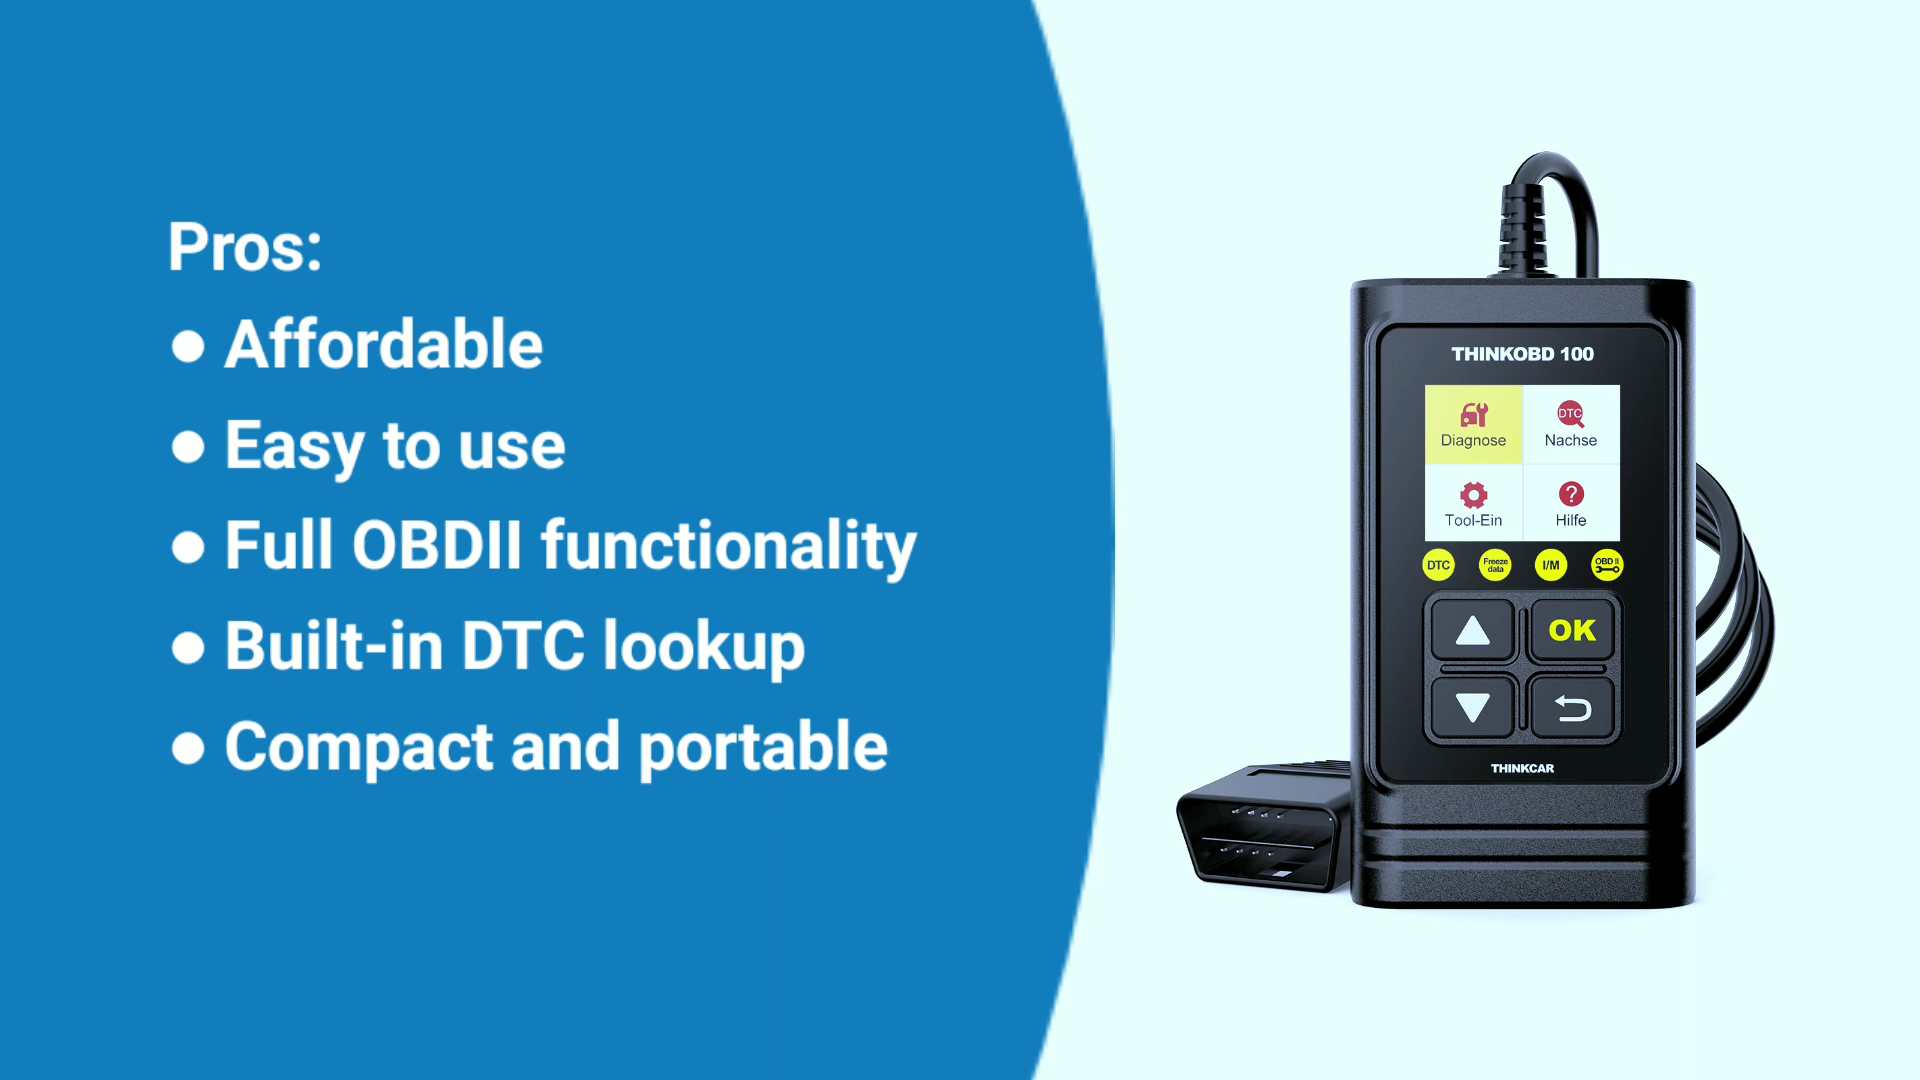 Pros:
● Affordable
● Easy to use
● Full OBDII functionality
● Built-in DTC lookup
● Compact and portable
THINKOBD 100
Diagnose
DTC
Nachse
Tool-Ein
?
Hilfe
DTC
Freeze data
I/M
OBD II
OK
THINKCAR